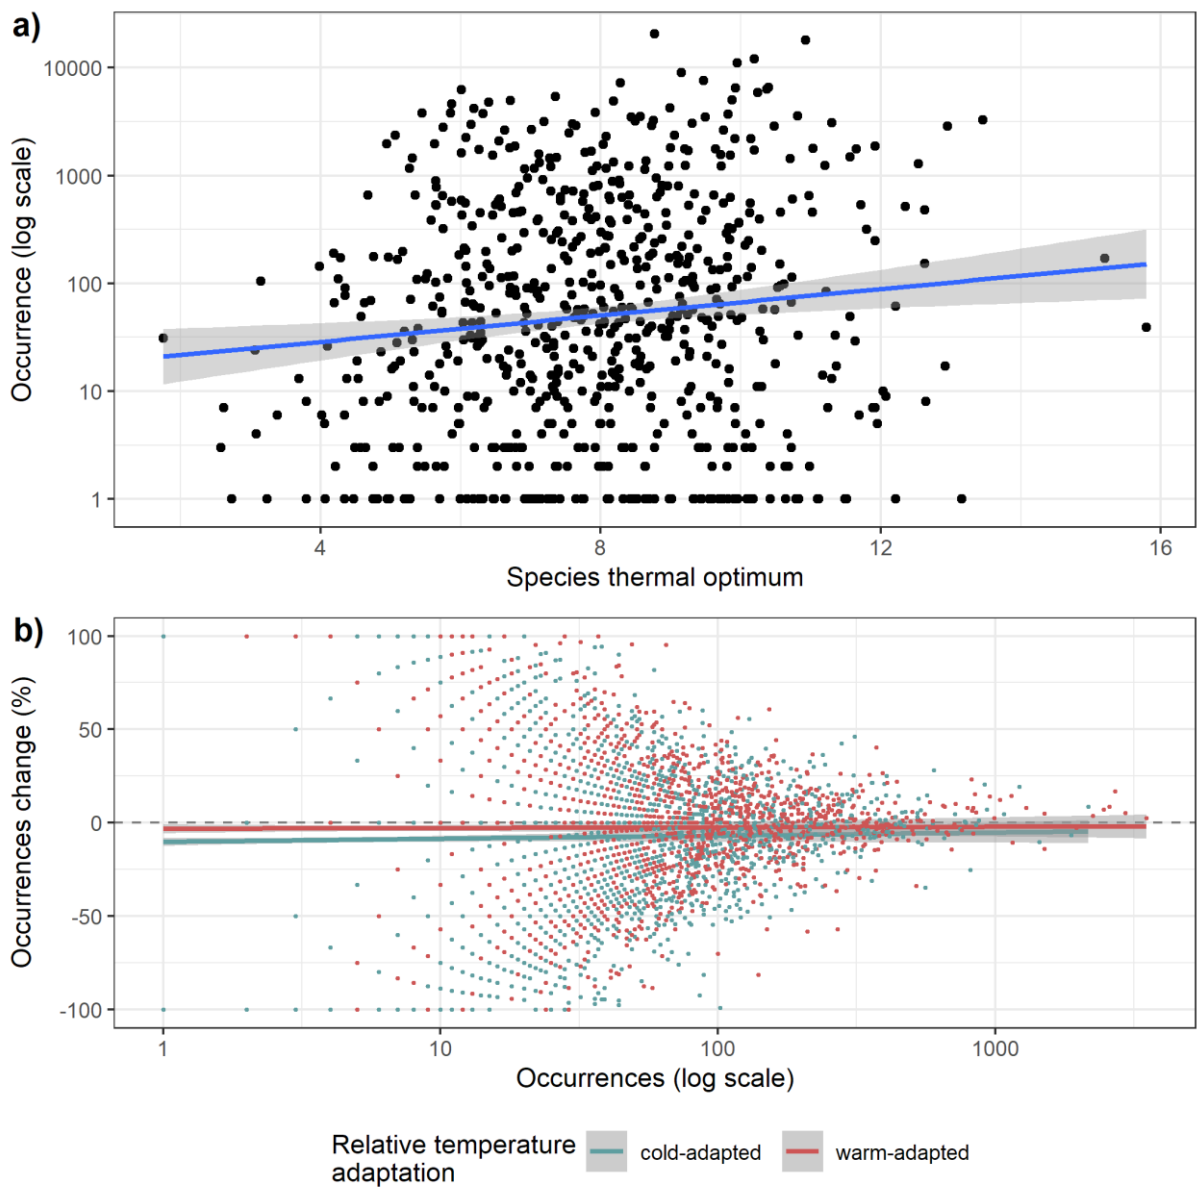 a)
Occurrence (log scale)
10000
1000
100
10
1
4 8 12 16
Species thermal optimum
b)
Occurrences change (%)
100
50
0
-50
-100
1 10 100 1000
Occurrences (log scale)
Relative temperature
adaptation
cold-adapted
warm-adapted